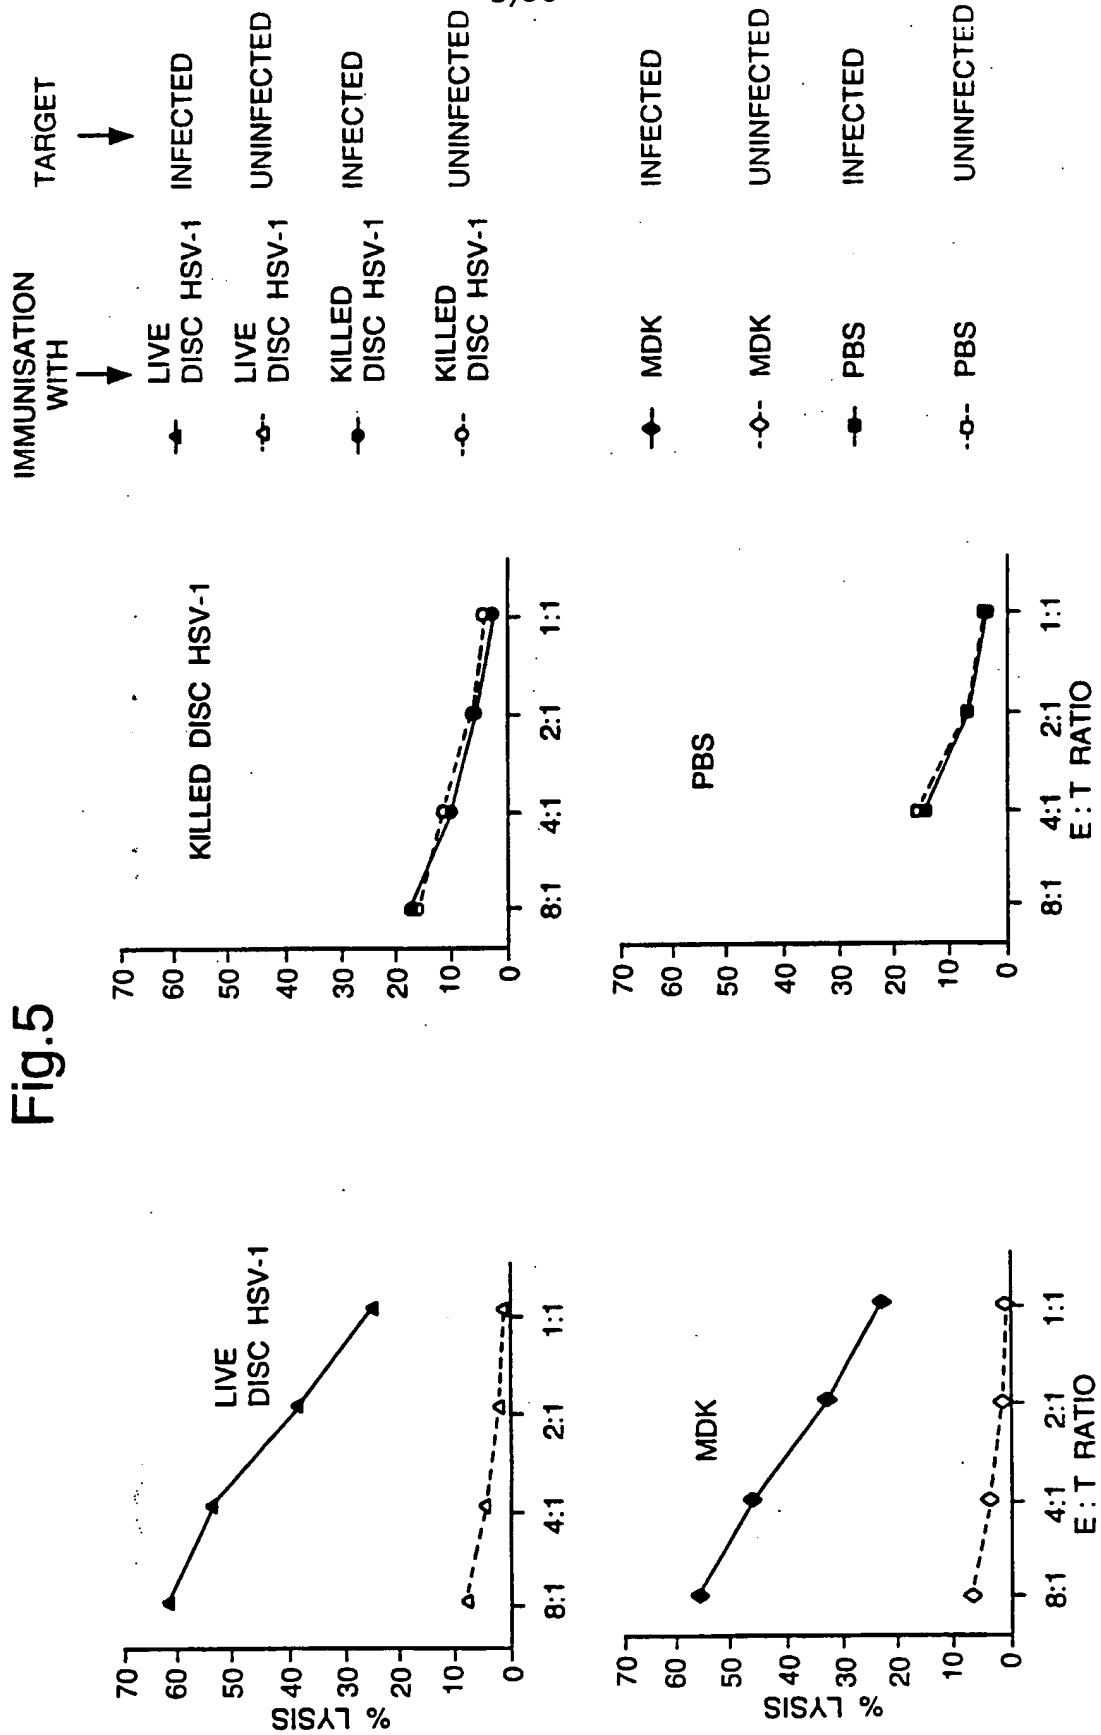 Fig.5
% LYSIS
70
60
50
40
30
20
10
0
LIVE
DISC HSV-1
8:1
4:1
2:1
1:1
70
60
50
40
30
20
10
0
KILLED DISC HSV-1
8:1
4:1
2:1
1:1
% LYSIS
70
60
50
40
30
20
10
0
MDK
8:1
4:1
2:1
1:1
E : T RATIO
70
60
50
40
30
20
10
0
PBS
8:1
4:1
2:1
1:1
E : T RATIO
IMMUNISATION
WITH
TARGET
LIVE
DISC HSV-1 INFECTED
LIVE
DISC HSV-1 UNINFECTED
KILLED
DISC HSV-1 INFECTED
KILLED
DISC HSV-1 UNINFECTED
MDK INFECTED
MDK UNINFECTED
PBS INFECTED
PBS UNINFECTED